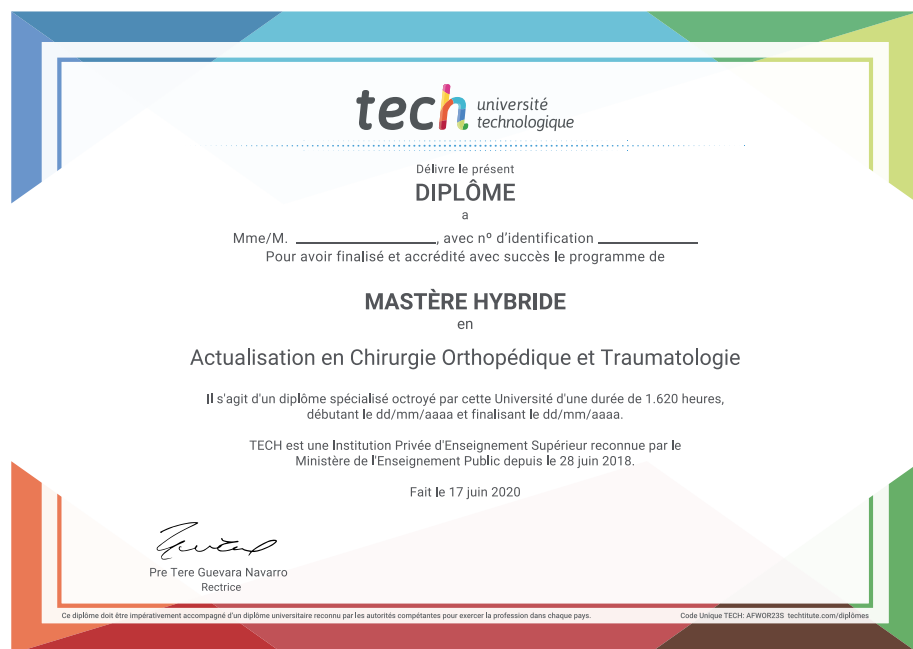 tech université
technologique
Délivre le présent
DIPLÔME
a
Mme/M. ____________________, avec nº d'identification ______________
Pour avoir finalisé et accrédité avec succès le programme de
MASTÈRE HYBRIDE
en
Actualisation en Chirurgie Orthopédique et Traumatologie
Il s'agit d'un diplôme spécialisé octroyé par cette Université d'une durée de 1.620 heures,
débutant le dd/mm/aaaa et finalisant le dd/mm/aaaa.
TECH est une Institution Privée d'Enseignement Supérieur reconnue par le
Ministère de l'Enseignement Public depuis le 28 juin 2018.
Fait le 17 juin 2020
Pre Tere Guevara Navarro
Rectrice
Ce diplôme doit être impérativement accompagné d'un diplôme universitaire reconnu par les autorités compétantes pour exercer la profession dans chaque pays.
Code Unique TECH: AFWOR23S techtitute.com/diplômes